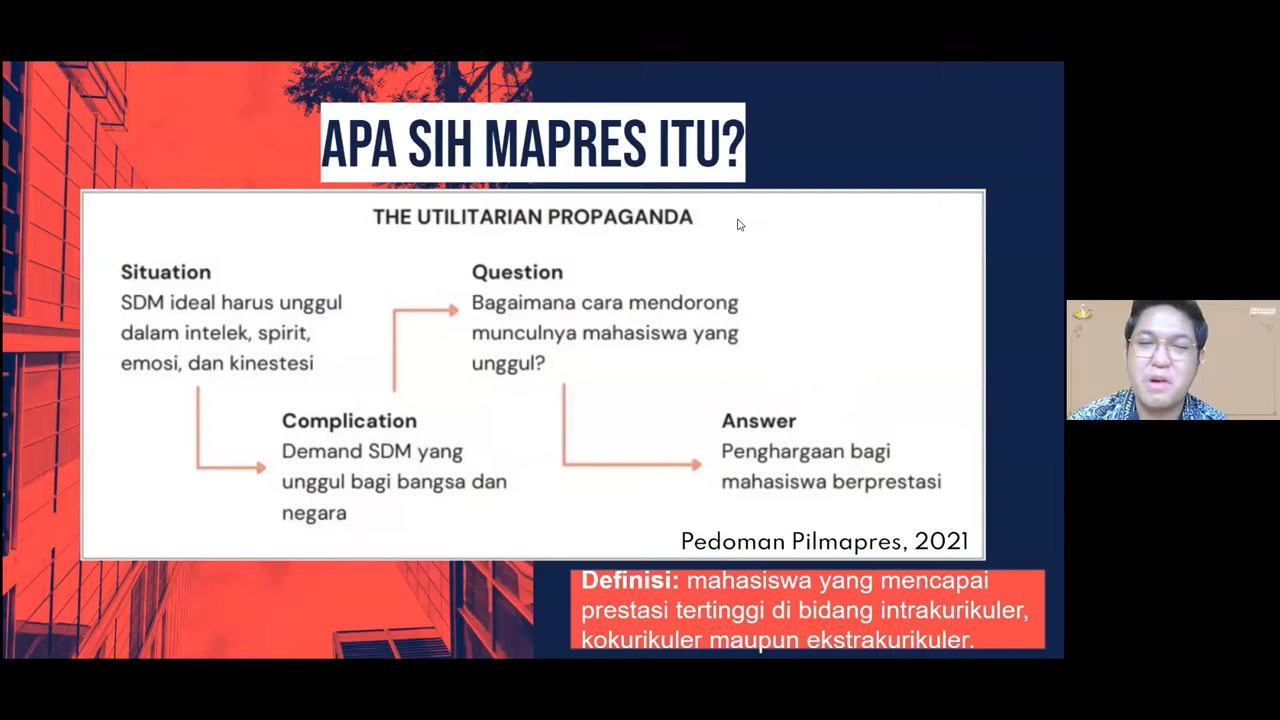 APA SIH MAPRES ITU?
THE UTILITARIAN PROPAGANDA
Situation
SDM ideal harus unggul
dalam intelek, spirit,
emosi, dan kinestesi
Complication
Demand SDM yang
unggul bagi bangsa dan
negara
Question
Bagaimana cara mendorong
munculnya mahasiswa yang
unggul?
Answer
Penghargaan bagi
mahasiswa berprestasi
Pedoman Pilmapres, 2021
Definisi: mahasiswa yang mencapai
prestasi tertinggi di bidang intrakurikuler,
kokurikuler maupun ekstrakurikuler.